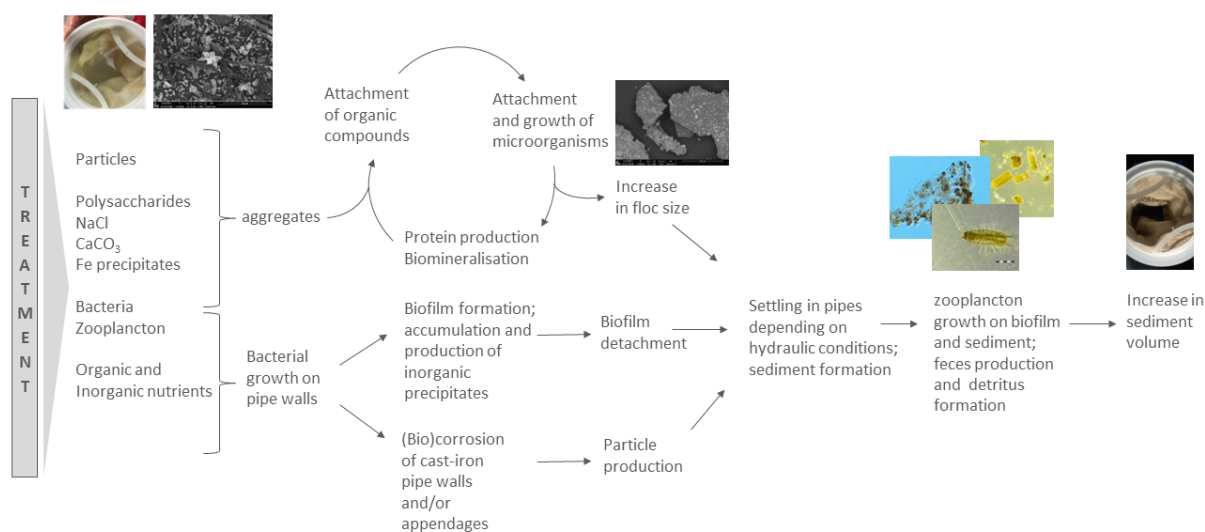 TREATMENT
Particles
Polysaccharides
NaCl
CaCO₃
Fe precipitates
Bacteria
Zooplancton
Organic and
Inorganic nutrients
aggregates
Bacterial
growth on
pipe walls
Attachment
of organic
compounds
Attachment
and growth of
microorganisms
Protein production
Biomineralisation
Increase
in floc size
Biofilm formation;
accumulation and
production of
inorganic
precipitates
Biofilm
detachment
(Bio)corrosion
of cast-iron
pipe walls
and/or
appendages
Particle
production
Settling in pipes
depending on
hydraulic conditions;
sediment formation
zooplancton
growth on biofilm
and sediment;
feces production
and detritus
formation
Increase in
sediment
volume